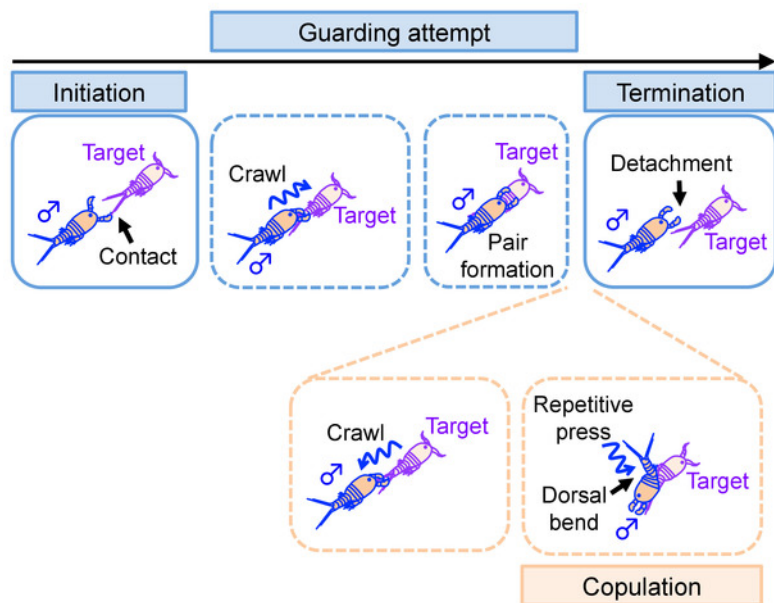 Guarding attempt
Initiation
Termination
Target
♂
Contact
Crawl
Target
♂
Target
♂
Pair
formation
Detachment
♂
Target
Crawl
Target
♂
Repetitive
press
Target
Dorsal
bend
♂
Copulation